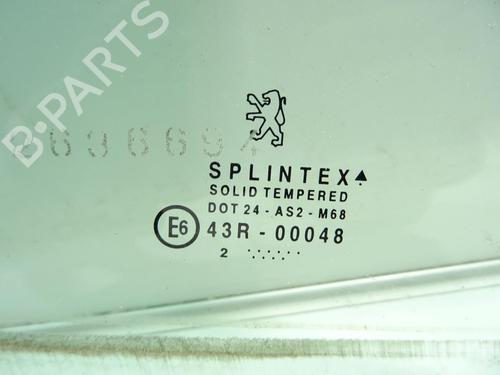 B-PARTS
SPLINTEX
SOLID TEMPERED
DOT 24 - AS2 - M68
E6 43R - 00048
2